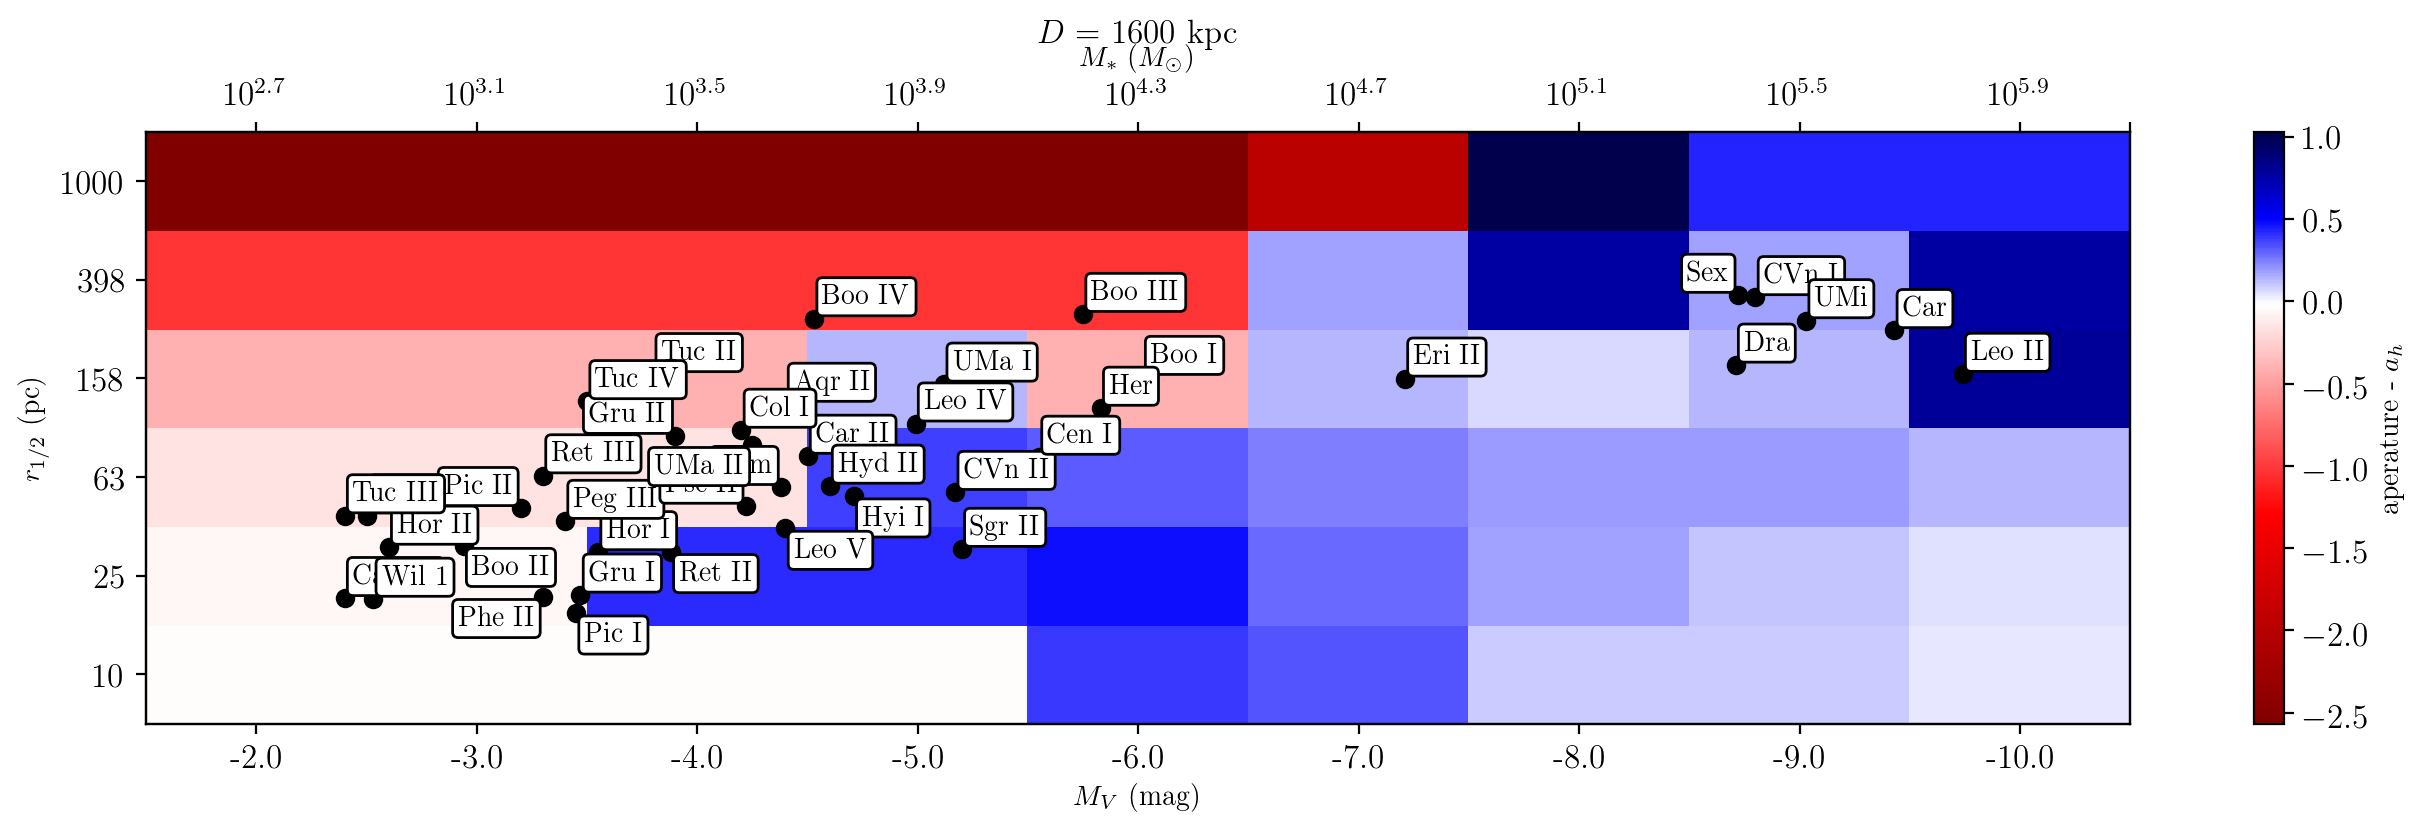 D = 1600 kpc
M* (M⊙)
10^2.7 10^3.1 10^3.5 10^3.9 10^4.3 10^4.7 10^5.1 10^5.5 10^5.9
1000
398
158
63
25
10
r1/2 (pc)
Sex
CVn I
UMi
Car
Boo IV
Boo III
Dra
Leo II
Tuc II
UMa I
Boo I
Eri II
Tuc IV
Aqr II
Her
Gru II
Col I
Leo IV
Ret III
Car II
Cen I
UMa II
Hyd II
CVn II
Tuc III
Pic II
Peg III
Hor II
Hor I
Hyi I
Sgr II
Leo V
Wil 1
Boo II
Gru I
Ret II
Phe II
Pic I
-2.0 -3.0 -4.0 -5.0 -6.0 -7.0 -8.0 -9.0 -10.0
MV (mag)
1.0
0.5
0.0
−0.5
−1.0
−1.5
−2.0
−2.5
aperature - ah